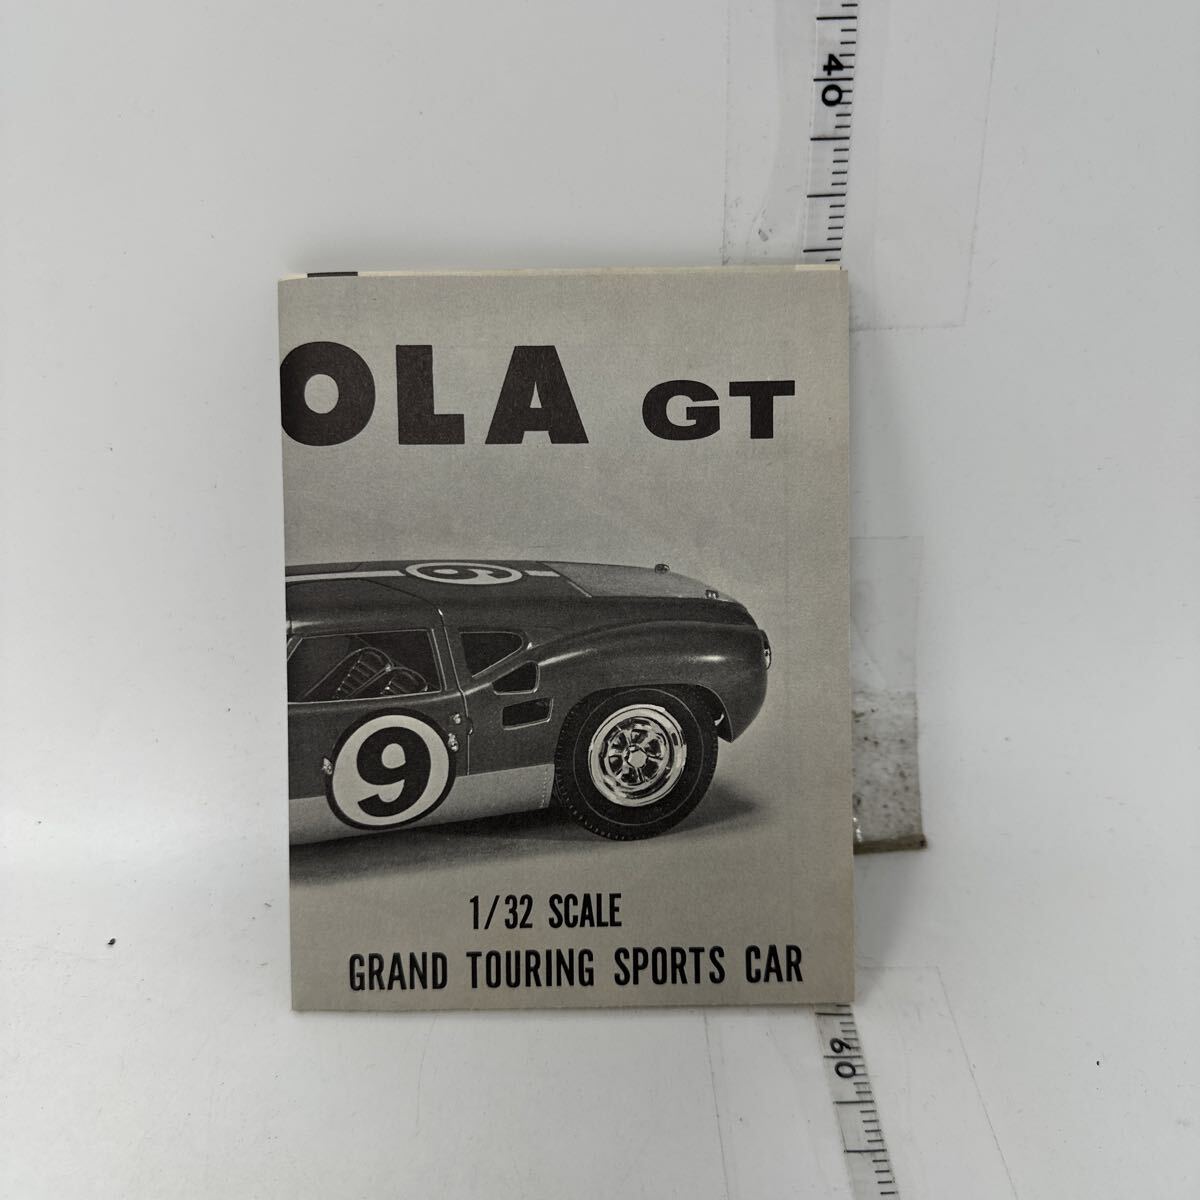 40
OLA GT
9
9
1/32 SCALE
GRAND TOURING SPORTS CAR
60